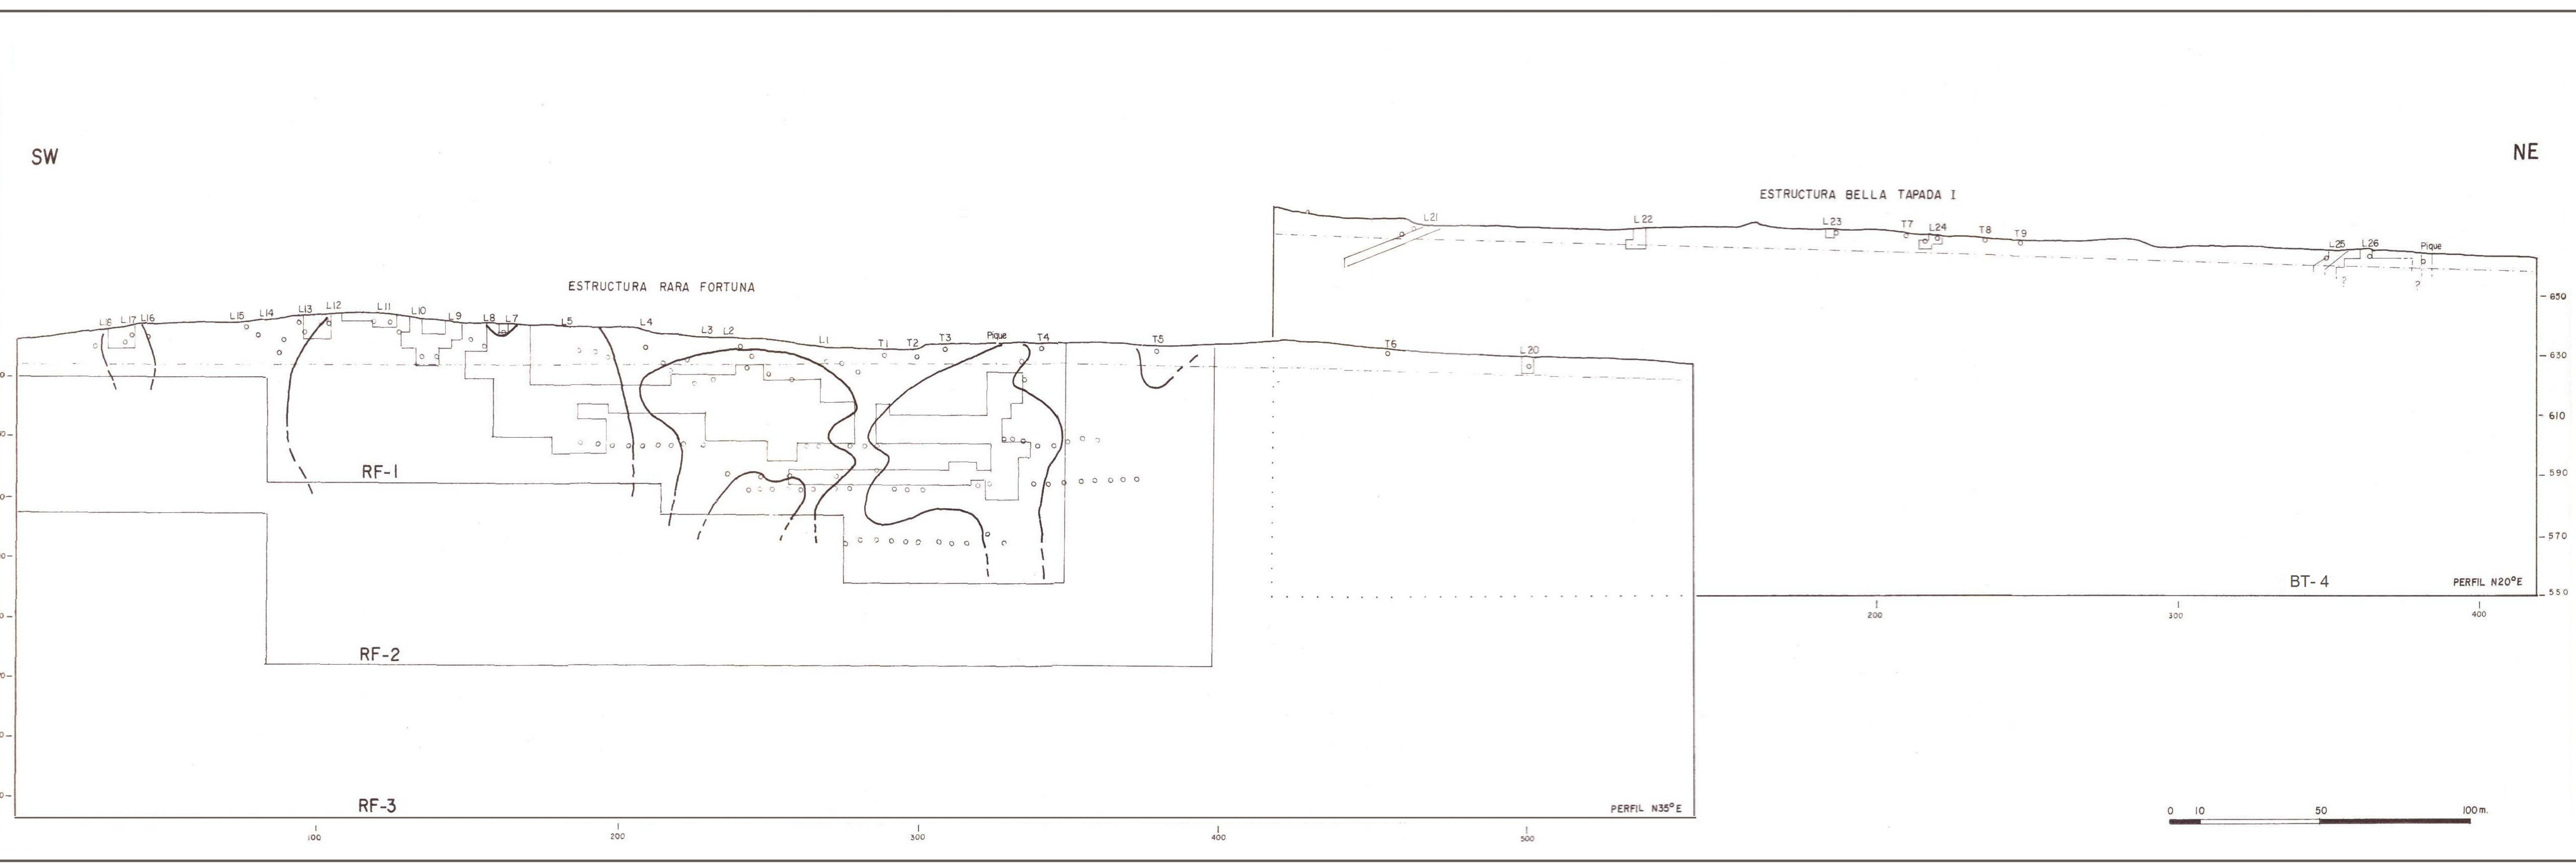 SW
NE
ESTRUCTURA BELLA TAPADA I
L21
L22
L23
T7
L24
T8
T9
L25
L26
Pique
?
?
ESTRUCTURA RARA FORTUNA
L18
L17
L16
L15
L14
L13
L12
L11
L10
L9
L8
L7
L5
L4
L3
L2
L1
T1
T2
T3
Pique
T4
T5
T6
L20
650
630
610
590
570
550
RF-1
RF-2
RF-3
BT-4
PERFIL N20°E
200
300
400
PERFIL N35°E
100
200
300
400
500
0 10 50 100 m.